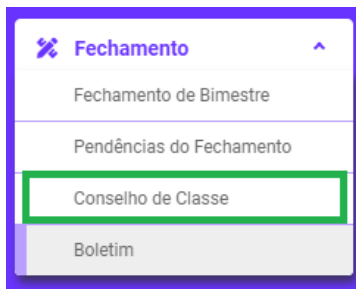 Fechamento
Fechamento de Bimestre
Pendências do Fechamento
Conselho de Classe
Boletim